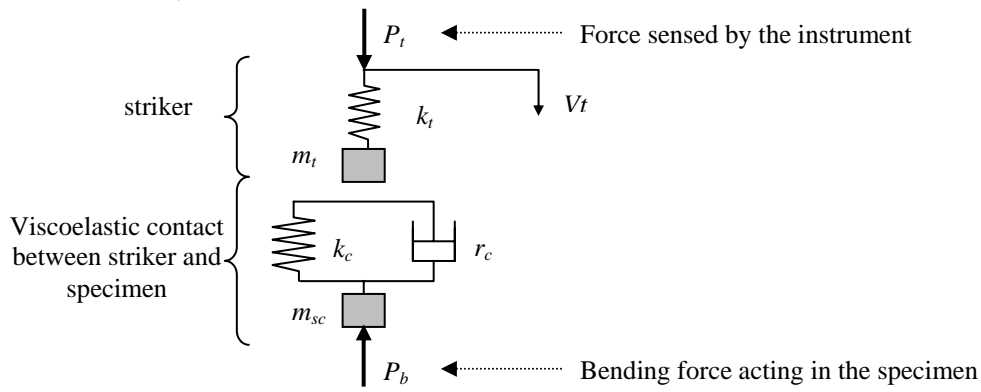 P_t
Force sensed by the instrument
striker
k_t
Vt
m_t
Viscoelastic contact
between striker and
specimen
k_c
r_c
m_sc
P_b
Bending force acting in the specimen